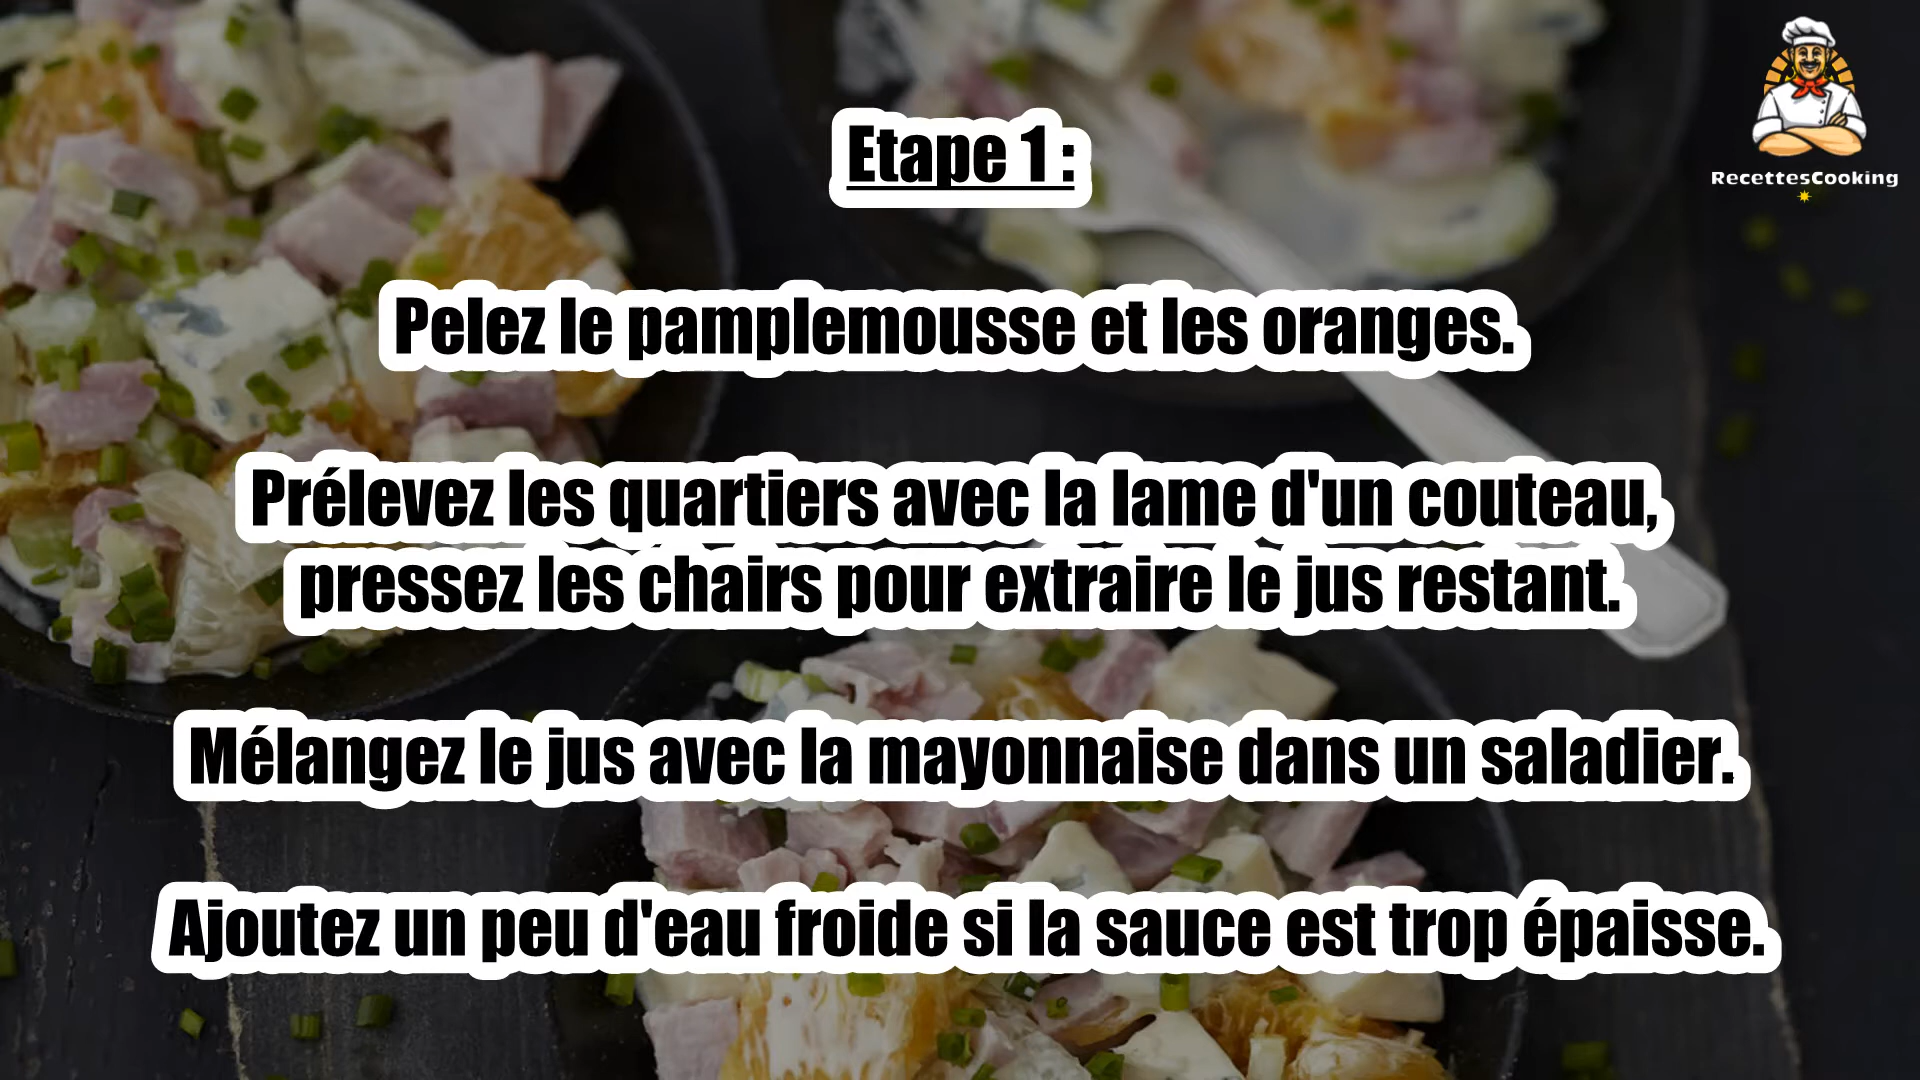 RecettesCooking
Etape 1 :
Pelez le pamplemousse et les oranges.
Prélevez les quartiers avec la lame d'un couteau,
pressez les chairs pour extraire le jus restant.
Mélangez le jus avec la mayonnaise dans un saladier.
Ajoutez un peu d'eau froide si la sauce est trop épaisse.